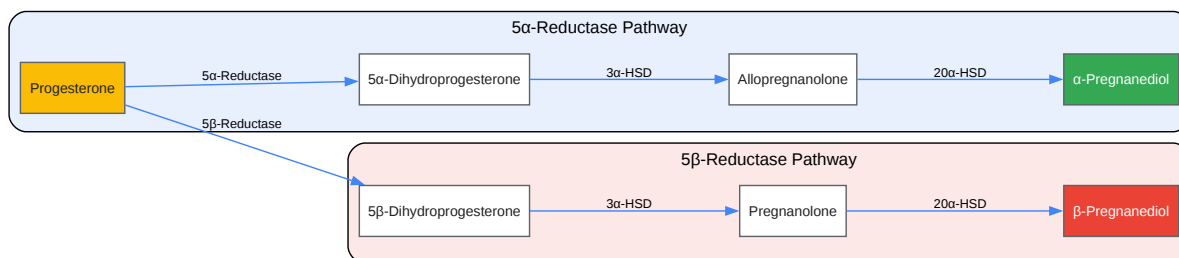 5α-Reductase Pathway
Progesterone
5α-Reductase
5α-Dihydroprogesterone
3α-HSD
Allopregnanolone
20α-HSD
α-Pregnanediol
5β-Reductase
5β-Reductase Pathway
5β-Dihydroprogesterone
3α-HSD
Pregnanolone
20α-HSD
β-Pregnanediol